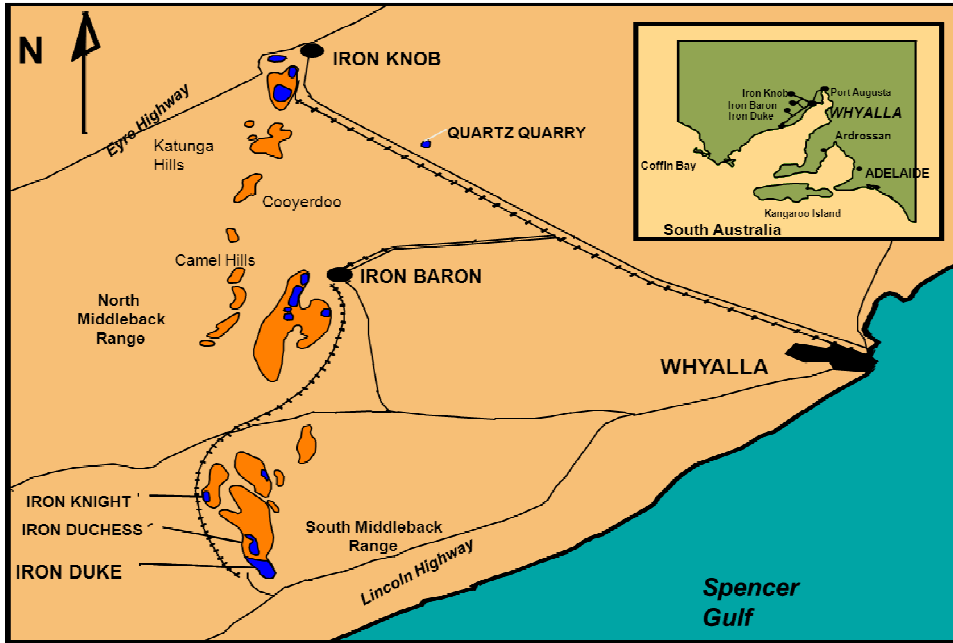 N
IRON KNOB
Eyre Highway
QUARTZ QUARRY
Katunga
Hills
Cooyerdoo
Camel Hills
IRON BARON
North
Middleback
Range
WHYALLA
IRON KNIGHT
IRON DUCHESS
IRON DUKE
South Middleback
Range
Lincoln Highway
Spencer
Gulf
Iron Knob
Port Augusta
Iron Baron
WHYALLA
Iron Duke
Ardrossan
Coffin Bay
ADELAIDE
Kangaroo Island
South Australia